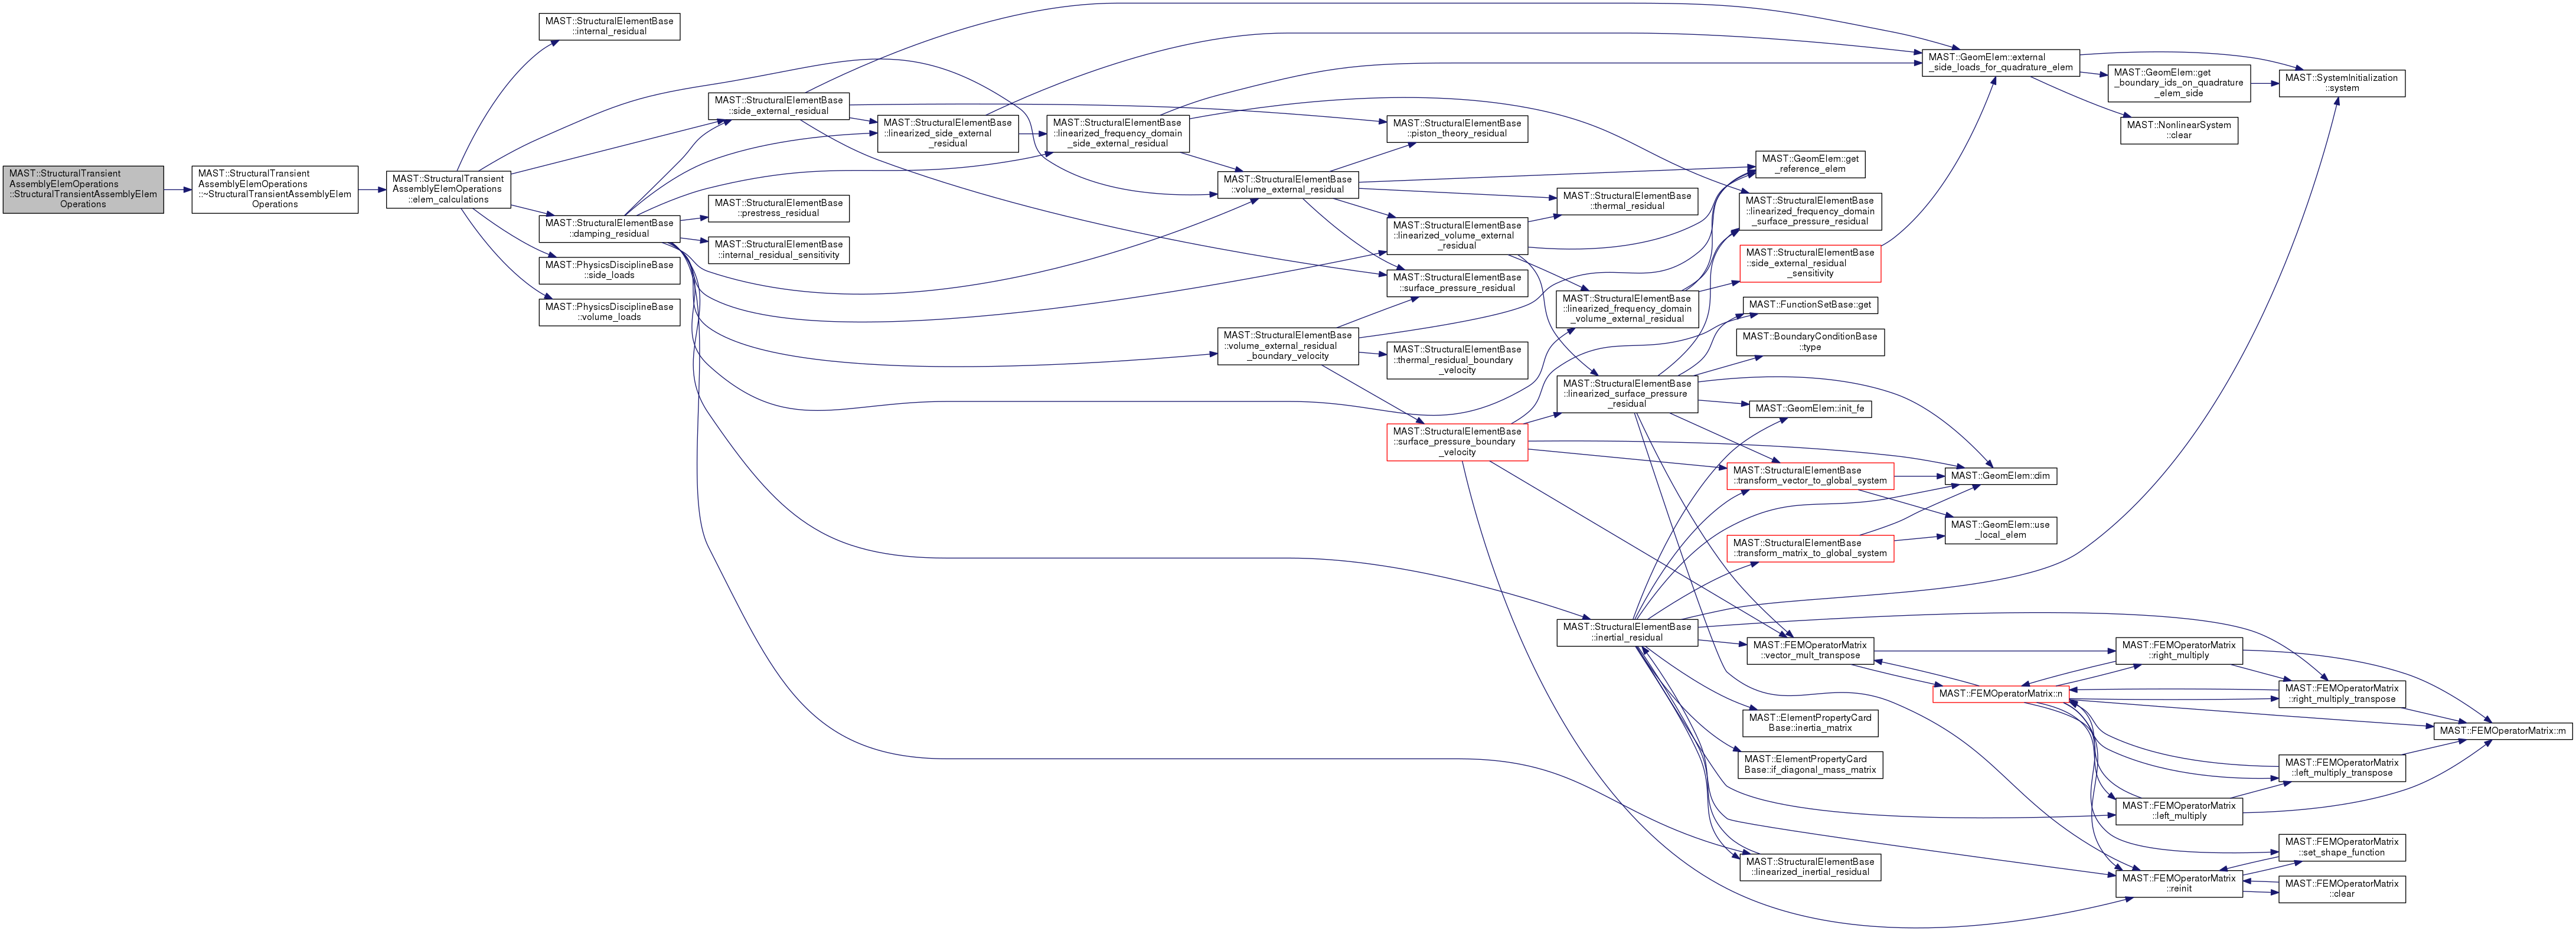 MAST::StructuralTransient
AssemblyElemOperations
::StructuralTransientAssemblyElem
Operations
MAST::StructuralTransient
AssemblyElemOperations
::~StructuralTransientAssemblyElem
Operations
MAST::StructuralTransient
AssemblyElemOperations
::elem_calculations
MAST::StructuralElementBase
::internal_residual
MAST::StructuralElementBase
::damping_residual
MAST::PhysicsDisciplineBase
::side_loads
MAST::PhysicsDisciplineBase
::volume_loads
MAST::StructuralElementBase
::side_external_residual
MAST::StructuralElementBase
::prestress_residual
MAST::StructuralElementBase
::internal_residual_sensitivity
MAST::StructuralElementBase
::linearized_side_external
_residual
MAST::StructuralElementBase
::linearized_frequency_domain
_side_external_residual
MAST::StructuralElementBase
::volume_external_residual
MAST::StructuralElementBase
::volume_external_residual
_boundary_velocity
MAST::StructuralElementBase
::piston_theory_residual
MAST::StructuralElementBase
::linearized_volume_external
_residual
MAST::StructuralElementBase
::surface_pressure_residual
MAST::StructuralElementBase
::thermal_residual_boundary
_velocity
MAST::StructuralElementBase
::surface_pressure_boundary
_velocity
MAST::StructuralElementBase
::thermal_residual
MAST::StructuralElementBase
::linearized_frequency_domain
_volume_external_residual
MAST::StructuralElementBase
::linearized_surface_pressure
_residual
MAST::StructuralElementBase
::inertial_residual
MAST::GeomElem::get
_reference_elem
MAST::StructuralElementBase
::linearized_frequency_domain
_surface_pressure_residual
MAST::StructuralElementBase
::side_external_residual
_sensitivity
MAST::FunctionSetBase::get
MAST::BoundaryConditionBase
::type
MAST::GeomElem::init_fe
MAST::StructuralElementBase
::transform_vector_to_global_system
MAST::StructuralElementBase
::transform_matrix_to_global_system
MAST::FEMOperatorMatrix
::vector_mult_transpose
MAST::ElementPropertyCard
Base::inertia_matrix
MAST::ElementPropertyCard
Base::if_diagonal_mass_matrix
MAST::StructuralElementBase
::linearized_inertial_residual
MAST::GeomElem::external
_side_loads_for_quadrature_elem
MAST::GeomElem::dim
MAST::GeomElem::use
_local_elem
MAST::FEMOperatorMatrix::n
MAST::GeomElem::get
_boundary_ids_on_quadrature
_elem_side
MAST::NonlinearSystem
::clear
MAST::FEMOperatorMatrix
::right_multiply
MAST::FEMOperatorMatrix
::left_multiply
MAST::FEMOperatorMatrix
::reinit
MAST::SystemInitialization
::system
MAST::FEMOperatorMatrix
::right_multiply_transpose
MAST::FEMOperatorMatrix
::left_multiply_transpose
MAST::FEMOperatorMatrix
::set_shape_function
MAST::FEMOperatorMatrix
::clear
MAST::FEMOperatorMatrix::m